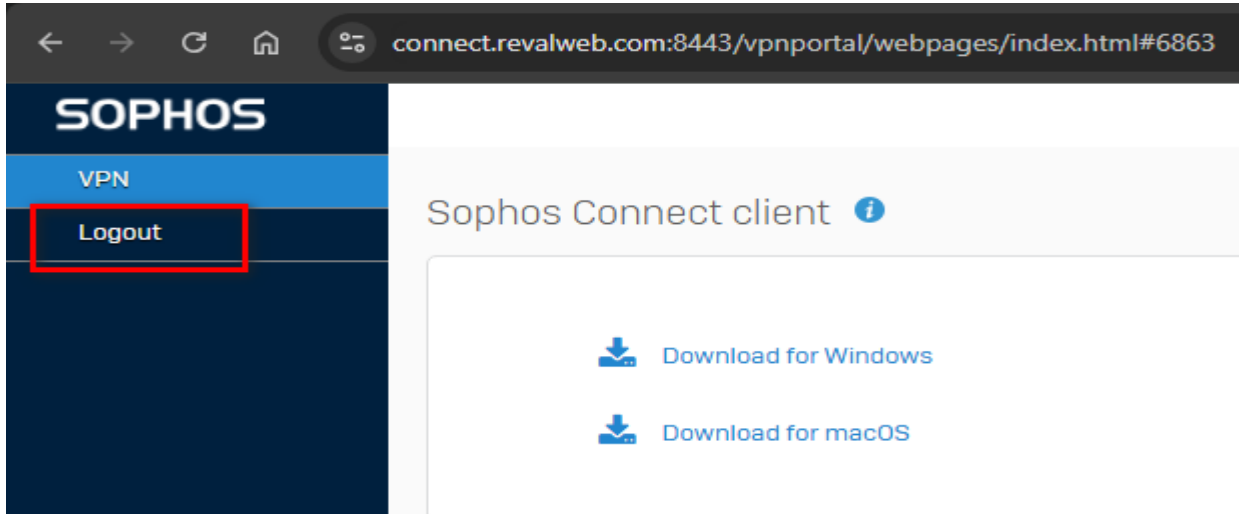 connect.revalweb.com:8443/vpnportal/webpages/index.html#6863
SOPHOS
VPN
Logout
Sophos Connect client
Download for Windows
Download for macOS